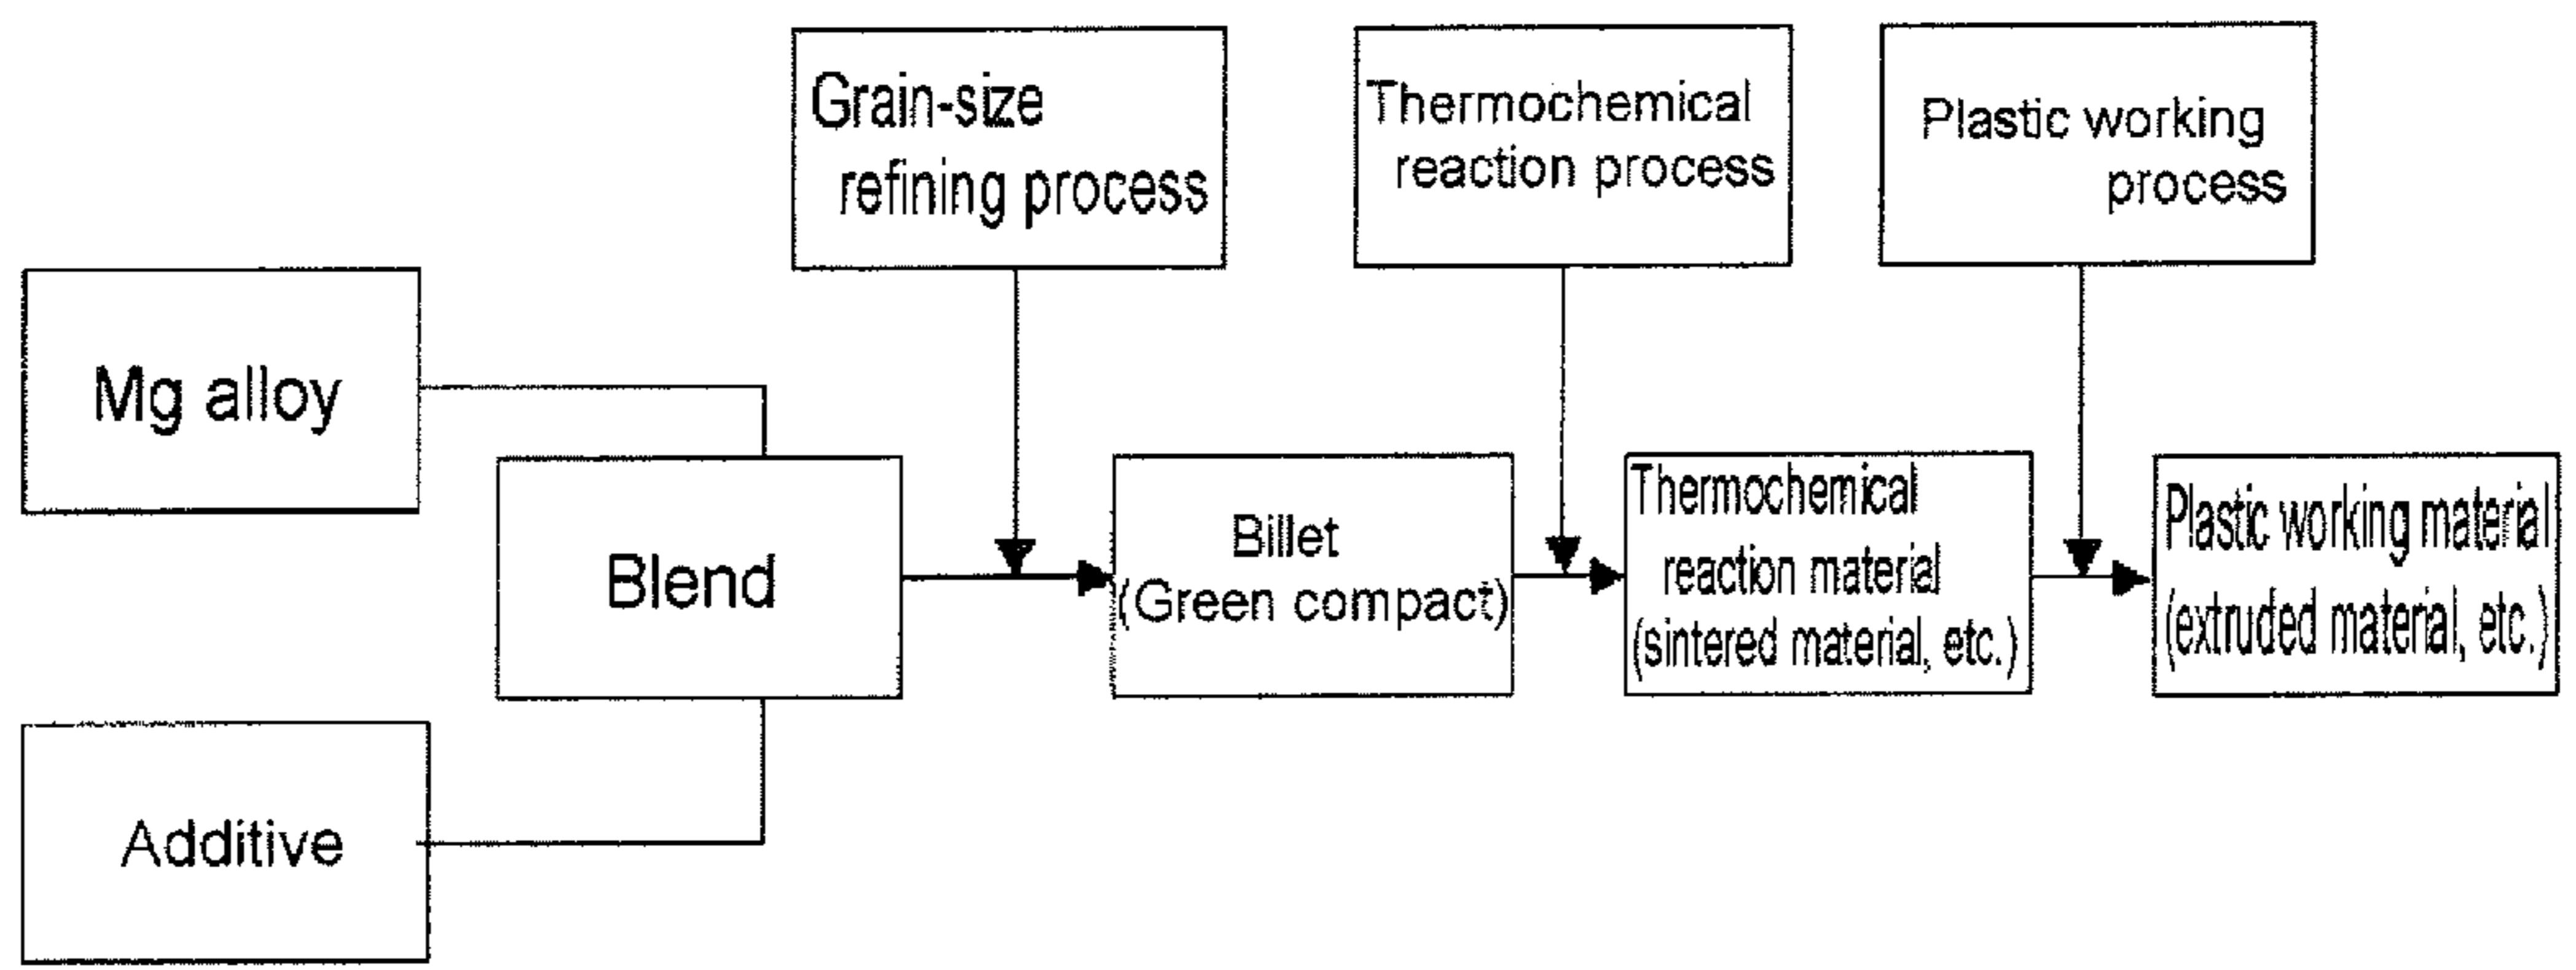 Grain-size
refining process
Thermochemical
reaction process
Plastic working
process
Mg alloy
Blend
Billet
(Green compact)
Thermochemical
reaction material
(sintered material, etc.)
Plastic working material
(extruded material, etc.)
Additive